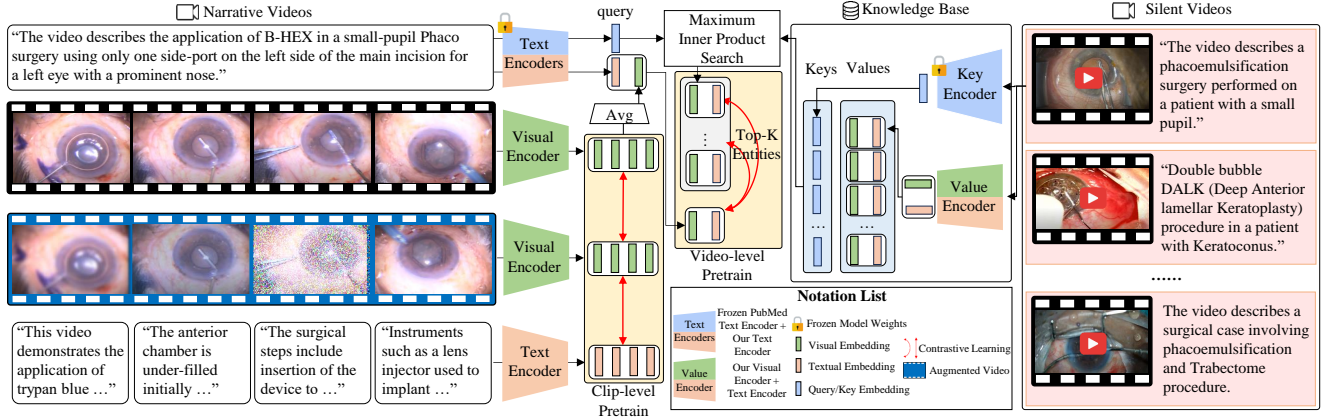 Narrative Videos
“The video describes the application of B-HEX in a small-pupil Phaco
surgery using only one side-port on the left side of the main incision for
a left eye with a prominent nose.”
Text
Encoders
query
Maximum
Inner Product
Search
Avg
Visual
Encoder
Visual
Encoder
“This video
demonstrates the
application of
trypan blue …”
“The anterior
chamber is
under-filled
initially …”
“The surgical
steps include
insertion of the
device to …”
“Instruments
such as a lens
injector used to
implant …”
Text
Encoder
Clip-level
Pretrain
Top-K
Entities
Video-level
Pretrain
Knowledge Base
Keys
Values
Key
Encoder
Value
Encoder
Notation List
Text
Encoders
Frozen PubMed
Text Encoder +
Our Text
Encoder
Value
Encoder
Our Visual
Encoder +
Text Encoder
Frozen Model Weights
Visual Embedding
Textual Embedding
Query/Key Embedding
Contrastive Learning
Augmented Video
Silent Videos
“The video describes a
phacoemulsification
surgery performed on
a patient with a small
pupil.”
“Double bubble
DALK (Deep Anterior
lamellar Keratoplasty)
procedure in a patient
with Keratoconus.”
......
The video describes a
surgical case involving
phacoemulsification
and Trabectome
procedure.